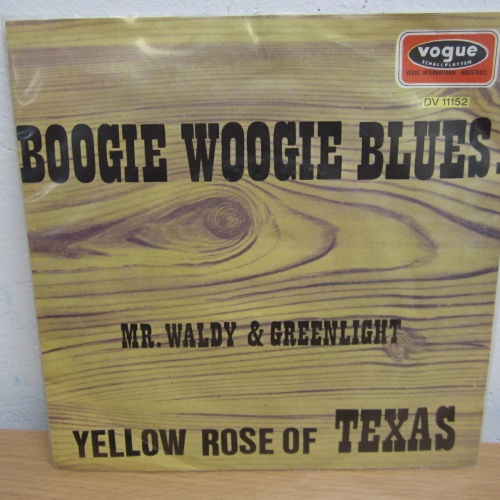 vogue
SCHALLPLATTEN
VOGUE INTERNATIONAL INDUSTRIES
DV 11152
BOOGIE WOOGIE BLUES.
MR. WALDY & GREENLIGHT
YELLOW ROSE OF TEXAS